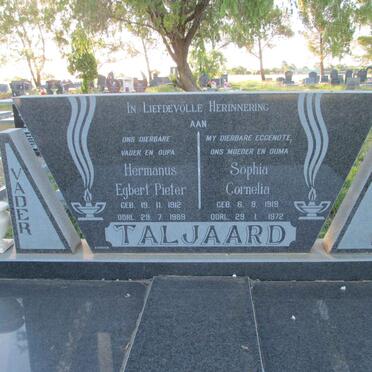 In Liefdevolle Herinnering
AAN
ONS DIERBARE
VADER EN OUPA
Hermanus
Egbert Pieter
GEB. 19. 11. 1912
OORL. 29. 7. 1989
MY DIERBARE EGGENOTE,
ONS MOEDER EN OUMA
Sophia
Cornelia
GEB. 6. 9. 1919
OORL. 29. 1. 1972
TALJAARD
VADER